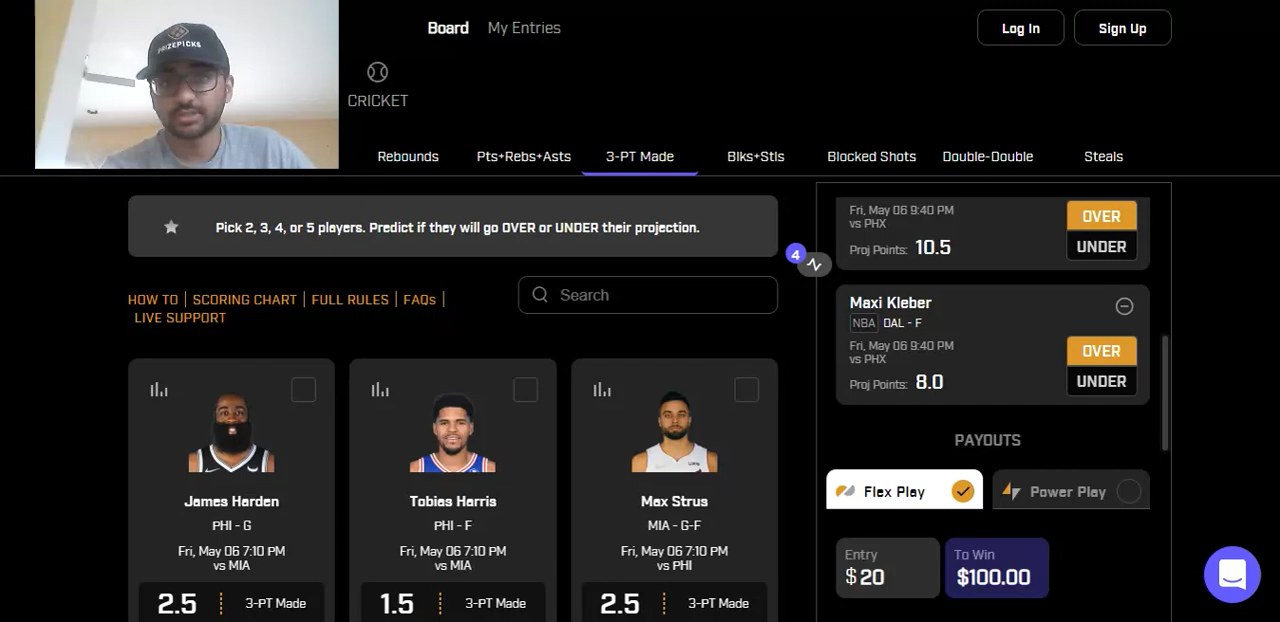 PRIZEPICKS
Board My Entries
Log In Sign Up
CRICKET
Rebounds Pts+Rebs+Asts 3-PT Made Blks+Stls Blocked Shots Double-Double Steals
Pick 2, 3, 4, or 5 players. Predict if they will go OVER or UNDER their projection.
HOW TO | SCORING CHART | FULL RULES | FAQs |
LIVE SUPPORT
Search
James Harden
PHI - G
Fri, May 06 7:10 PM
vs MIA
2.5 3-PT Made
Tobias Harris
PHI - F
Fri, May 06 7:10 PM
vs MIA
1.5 3-PT Made
Max Strus
MIA - G-F
Fri, May 06 7:10 PM
vs PHI
2.5 3-PT Made
4
Fri, May 06 9:40 PM
vs PHX
Proj Points: 10.5
OVER
UNDER
Maxi Kleber
NBA DAL - F
Fri, May 06 9:40 PM
vs PHX
Proj Points: 8.0
OVER
UNDER
PAYOUTS
Flex Play Power Play
Entry
$ 20
To Win
$100.00